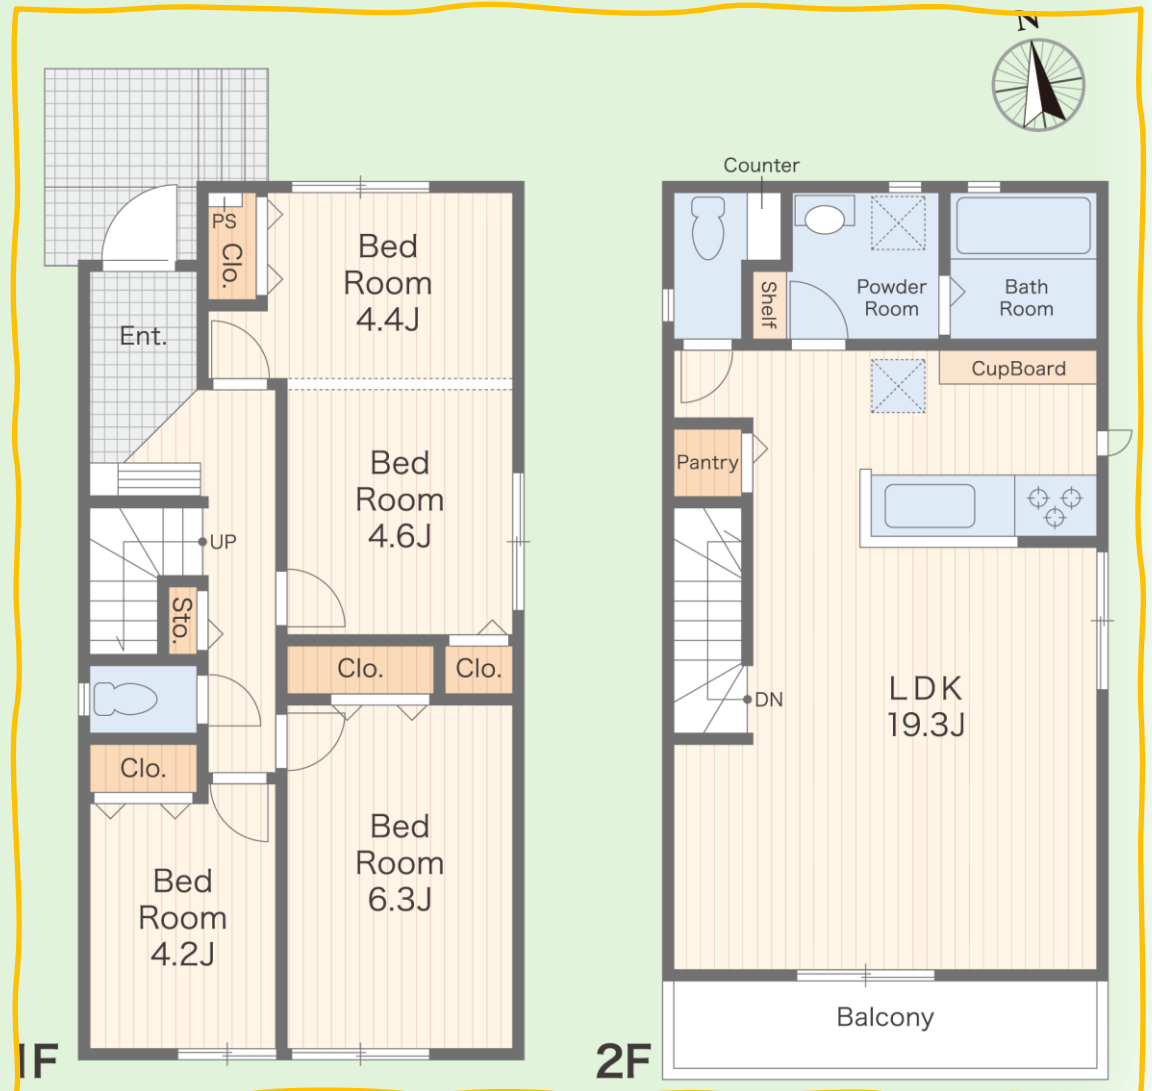 N
Counter
PS
Clo.
Bed
Room
4.4J
Ent.
Bed
Room
4.6J
UP
Sto.
Clo.
Clo.
Clo.
Bed
Room
6.3J
Bed
Room
4.2J
1F
Shelf
Powder
Room
Bath
Room
CupBoard
Pantry
DN
LDK
19.3J
Balcony
2F